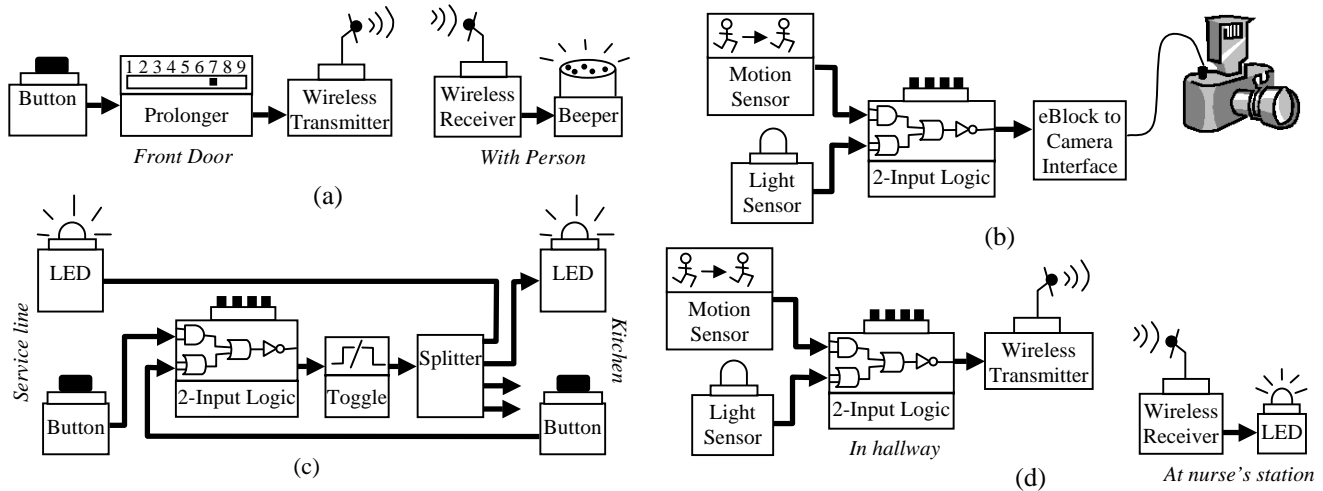 1 2 3 4 5 6 7 8 9
Button
Prolonger
Wireless
Transmitter
Wireless
Receiver
Beeper
Front Door
With Person
(a)
Motion
Sensor
Light
Sensor
2-Input Logic
eBlock to
Camera
Interface
(b)
LED
LED
Service line
Kitchen
Splitter
2-Input Logic
Toggle
Button
Button
(c)
Motion
Sensor
Light
Sensor
2-Input Logic
Wireless
Transmitter
In hallway
Wireless
Receiver
LED
At nurse's station
(d)